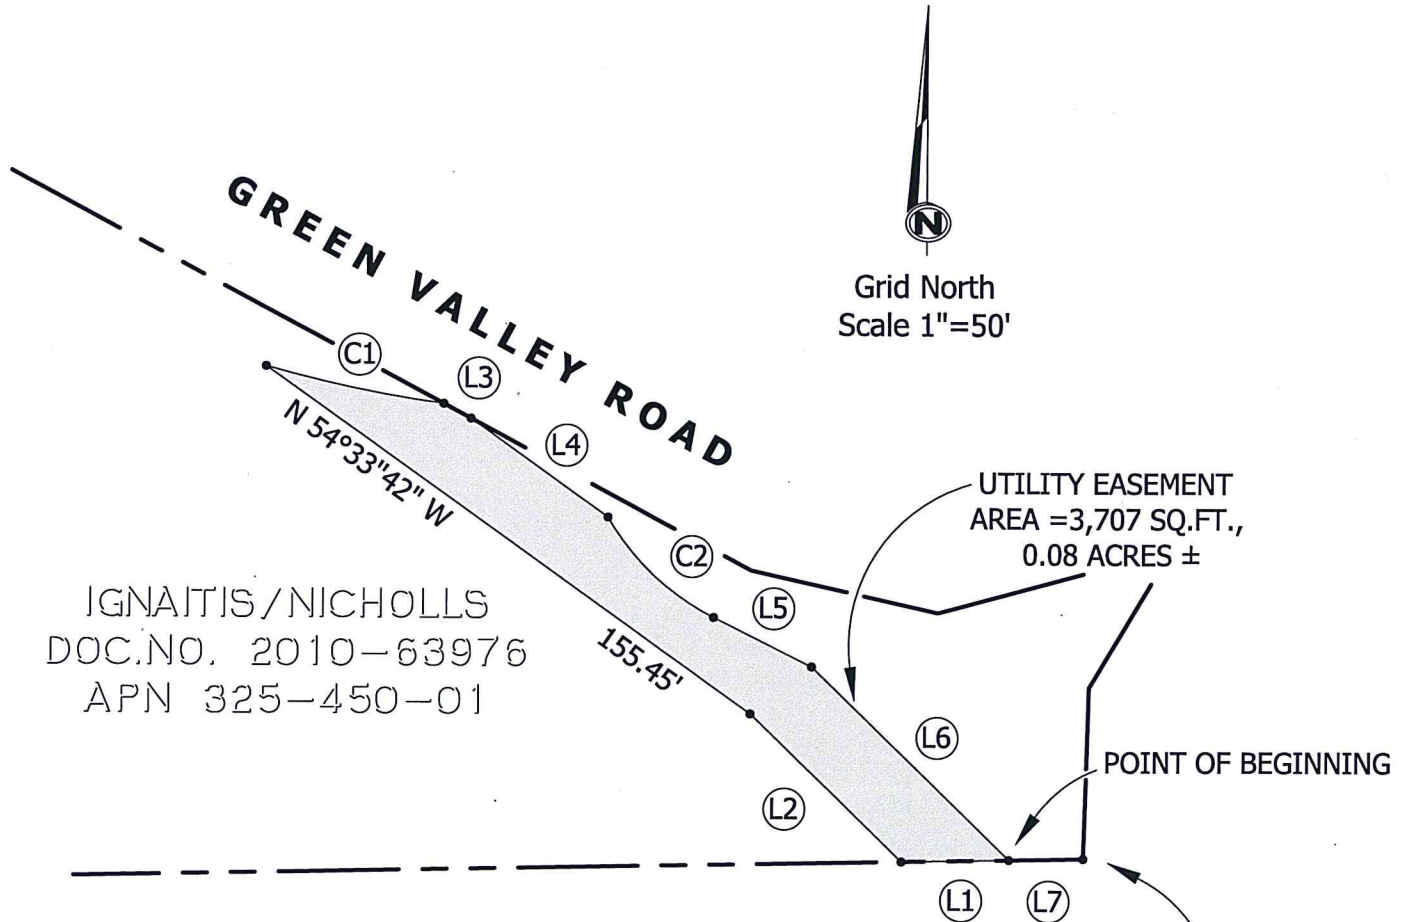 GREEN VALLEY ROAD
N
Grid North
Scale 1"=50'
C1
L3
L4
N 54°33"42" W
UTILITY EASEMENT
AREA =3,707 SQ.FT.,
0.08 ACRES ±
C2
L5
IGNAITIS/NICHOLLS
DOC.NO. 2010-63976
APN 325-450-01
155.45'
L6
POINT OF BEGINNING
L2
L1
L7